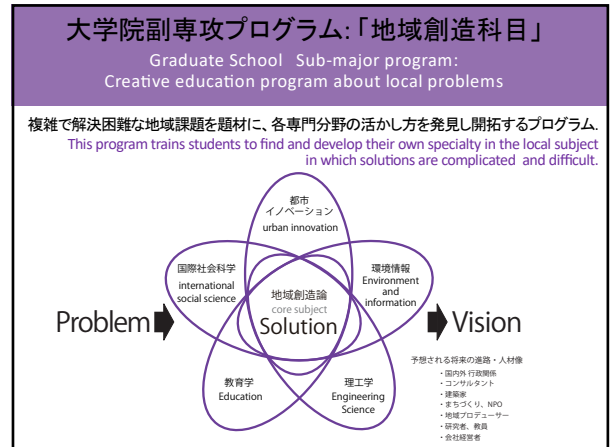 大学院副専攻プログラム:「地域創造科目」
Graduate School Sub-major program:
Creative education program about local problems
複雑で解決困難な地域課題を題材に、各専門分野の活かし方を発見し開拓するプログラム.
This program trains students to find and develop their own specialty in the local subject
in which solutions are complicated and difficult.
都市
イノベーション
urban innovation
国際社会科学
international
social science
環境情報
Environment
and
information
地域創造論
core subject
Solution
Problem
Vision
教育学
Education
理工学
Engineering
Science
予想される将来の進路・人材像
・国内外 行政関係
・コンサルタント
・建築家
・まちづくり、NPO
・地域プロデューサー
・研究者、教員
・会社経営者